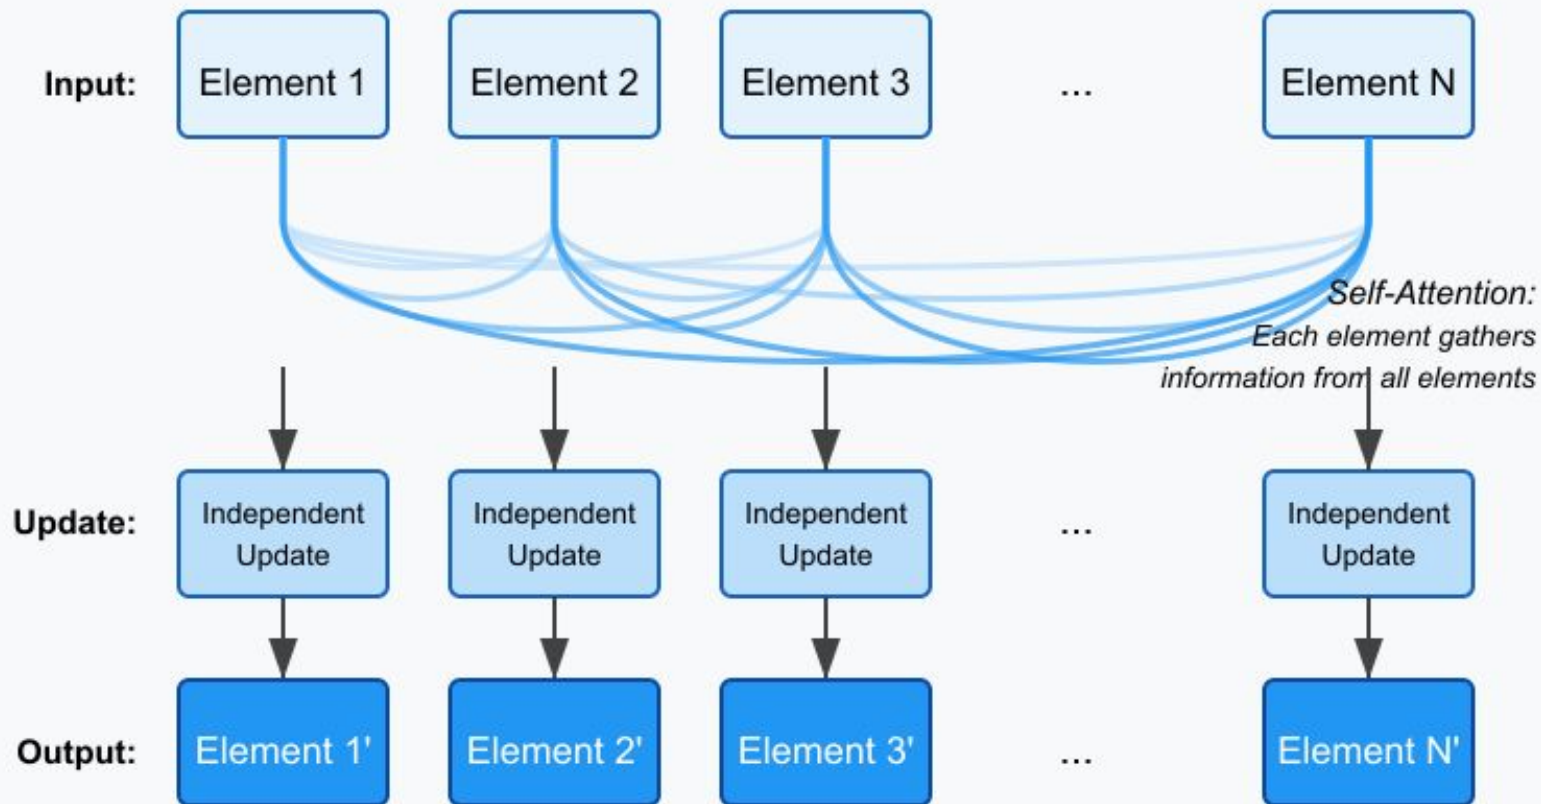 Input:
Element 1
Element 2
Element 3
...
Element N
Self-Attention:
Each element gathers
information from all elements
Update:
Independent
Update
Independent
Update
Independent
Update
...
Independent
Update
Output:
Element 1'
Element 2'
Element 3'
...
Element N'